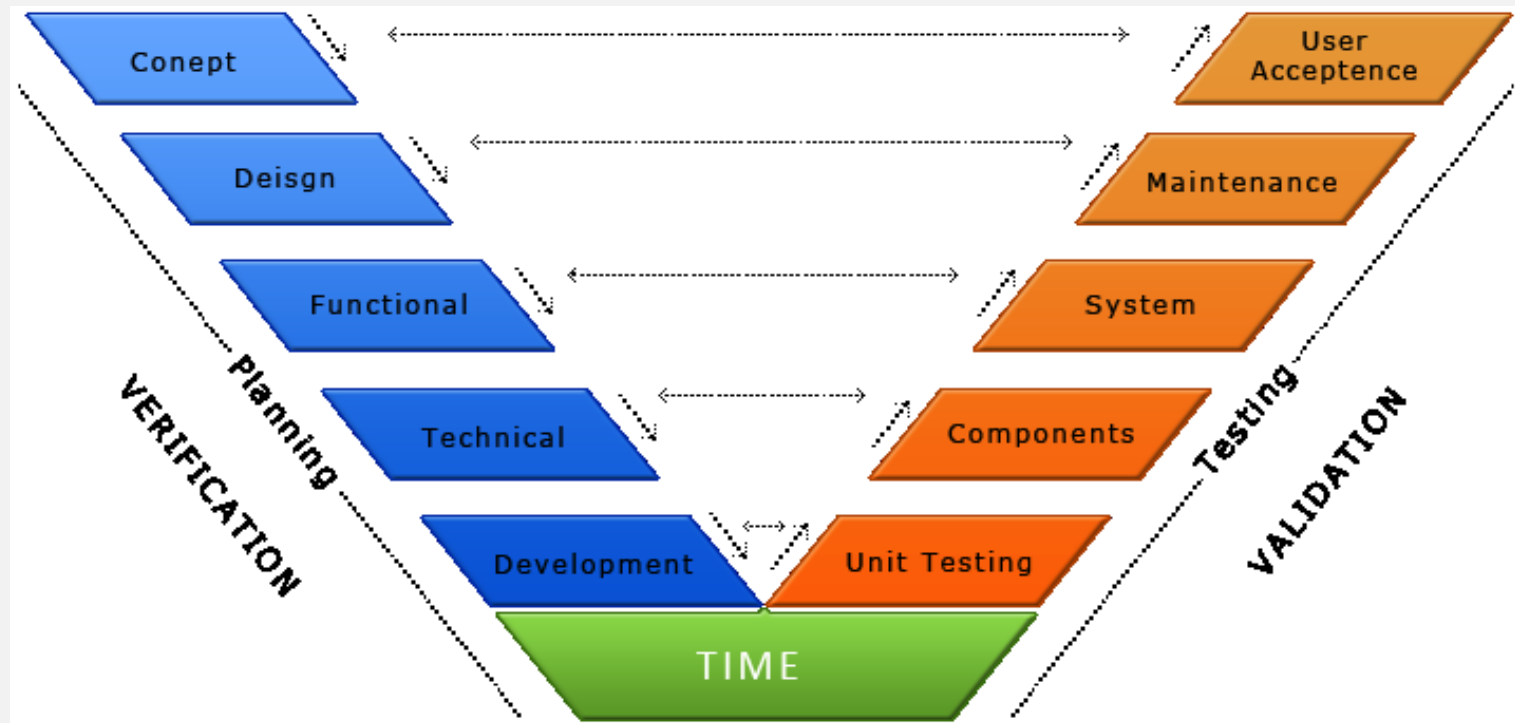 Conept
User
Acceptence
Deisgn
Maintenance
Functional
System
Planning
Testing
VERIFICATION
VALIDATION
Technical
Components
Development
Unit Testing
TIME